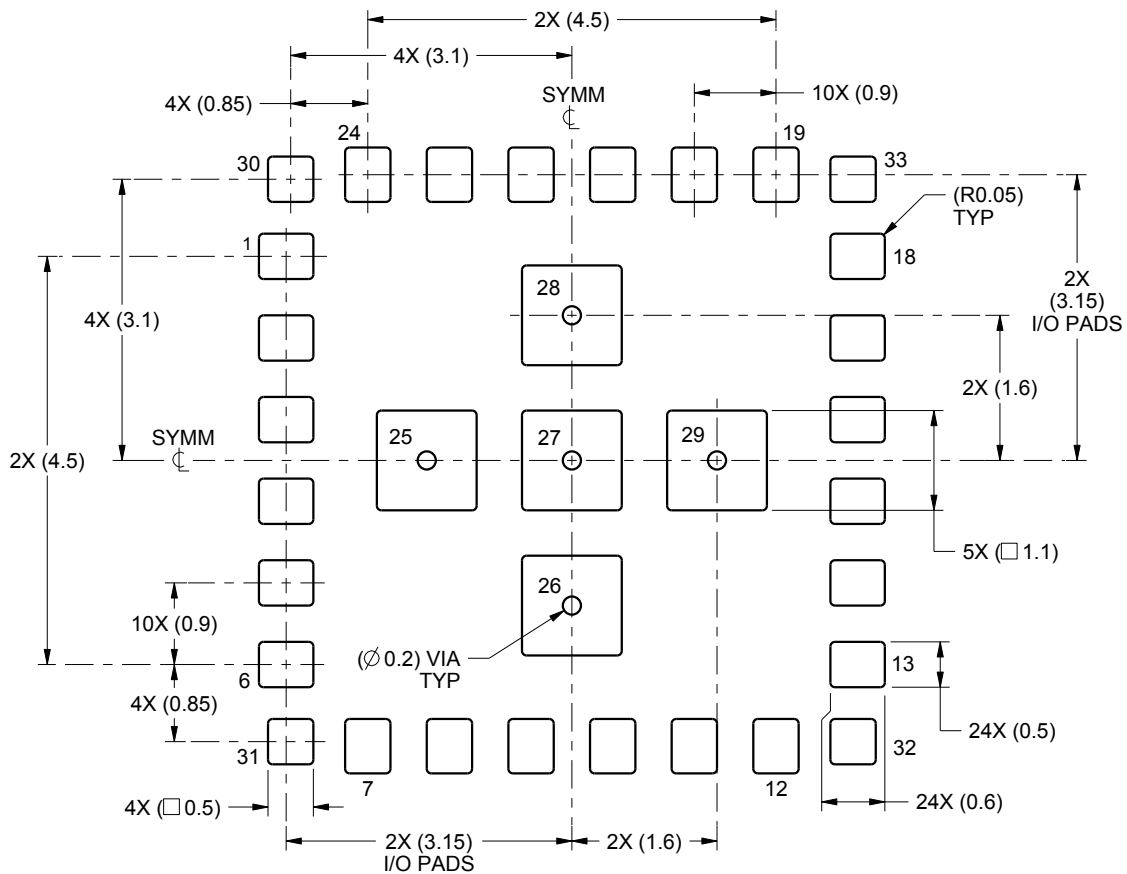 2X (4.5)
4X (3.1)
SYMM
℄
4X (0.85)
10X (0.9)
24
19
30
33
(R0.05)
TYP
1
18
2X
(3.15)
I/O PADS
28
4X (3.1)
2X (1.6)
SYMM
℄
2X (4.5)
25
27
29
5X (□ 1.1)
26
10X (0.9)
(Ø 0.2) VIA
TYP
13
6
4X (0.85)
24X (0.5)
31
32
7
12
4X (□ 0.5)
24X (0.6)
2X (3.15)
I/O PADS
2X (1.6)